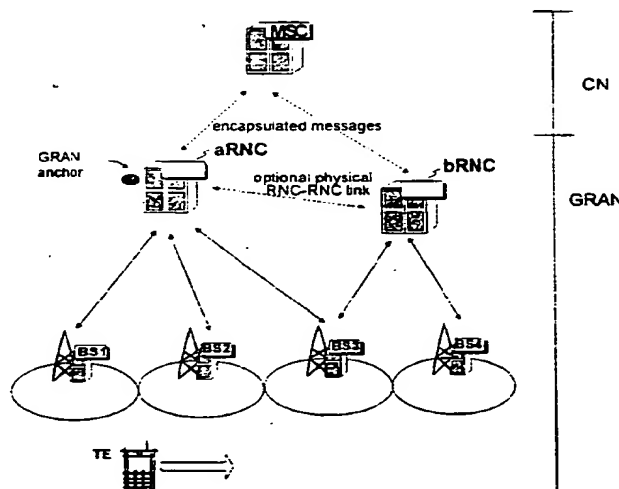 MSC
CN
encapsulated messages
GRAN
anchor
aRNC
bRNC
optional physical
RNC-RNC link
GRAN
BS1
BS2
BS3
BS4
TE